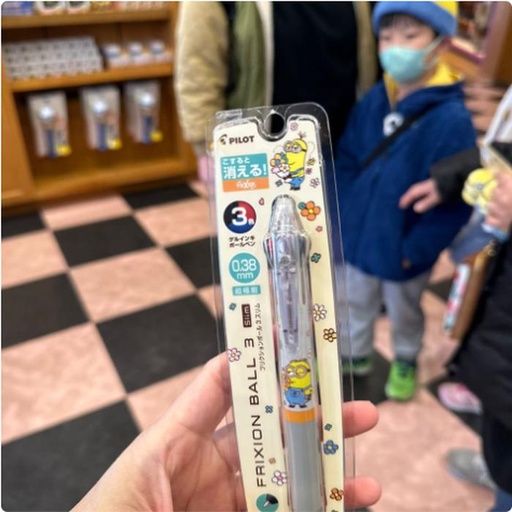 PILOT
こすると
消える!
3色
ゲルインキ
ボールペン
0.38
mm
超極細
FRIXION BALL 3 Slim
フリクションボール3スリム